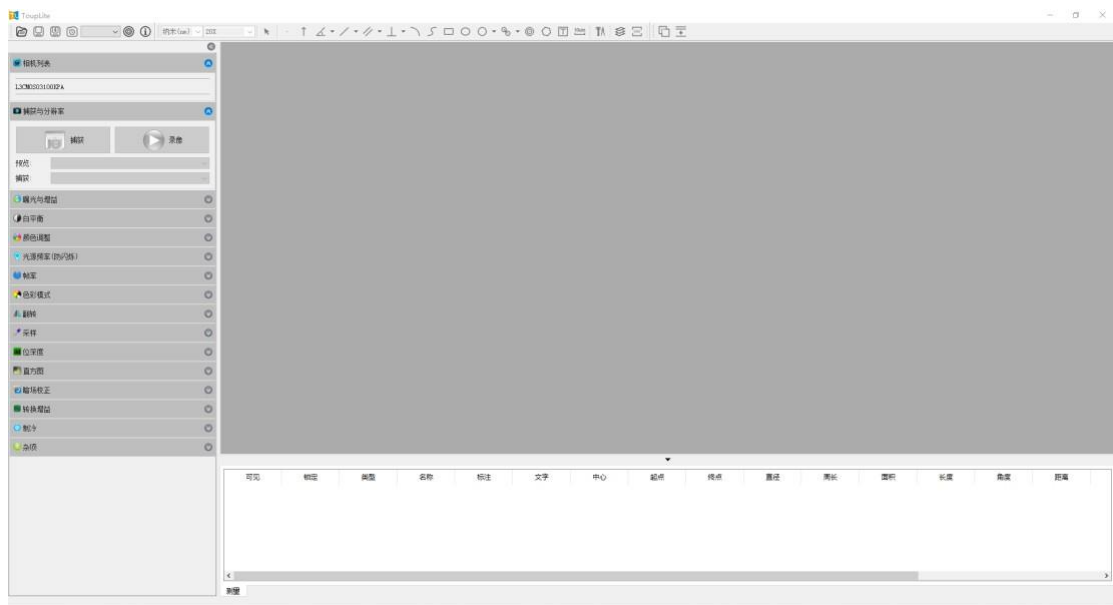 ToupLite
纳米(nm) 25%
相机列表
L3CMOS03100KPA
捕获与分辨率
捕获 录像
预览:
捕获:
曝光与增益
白平衡
颜色调整
光源频率(防闪烁)
帧率
色彩模式
翻转
采样
位深度
直方图
暗场校正
转换增益
制冷
杂项
可见 锁定 类型 名称 标注 文字 中心 起点 终点 直径 周长 面积 长度 角度 距离
测量